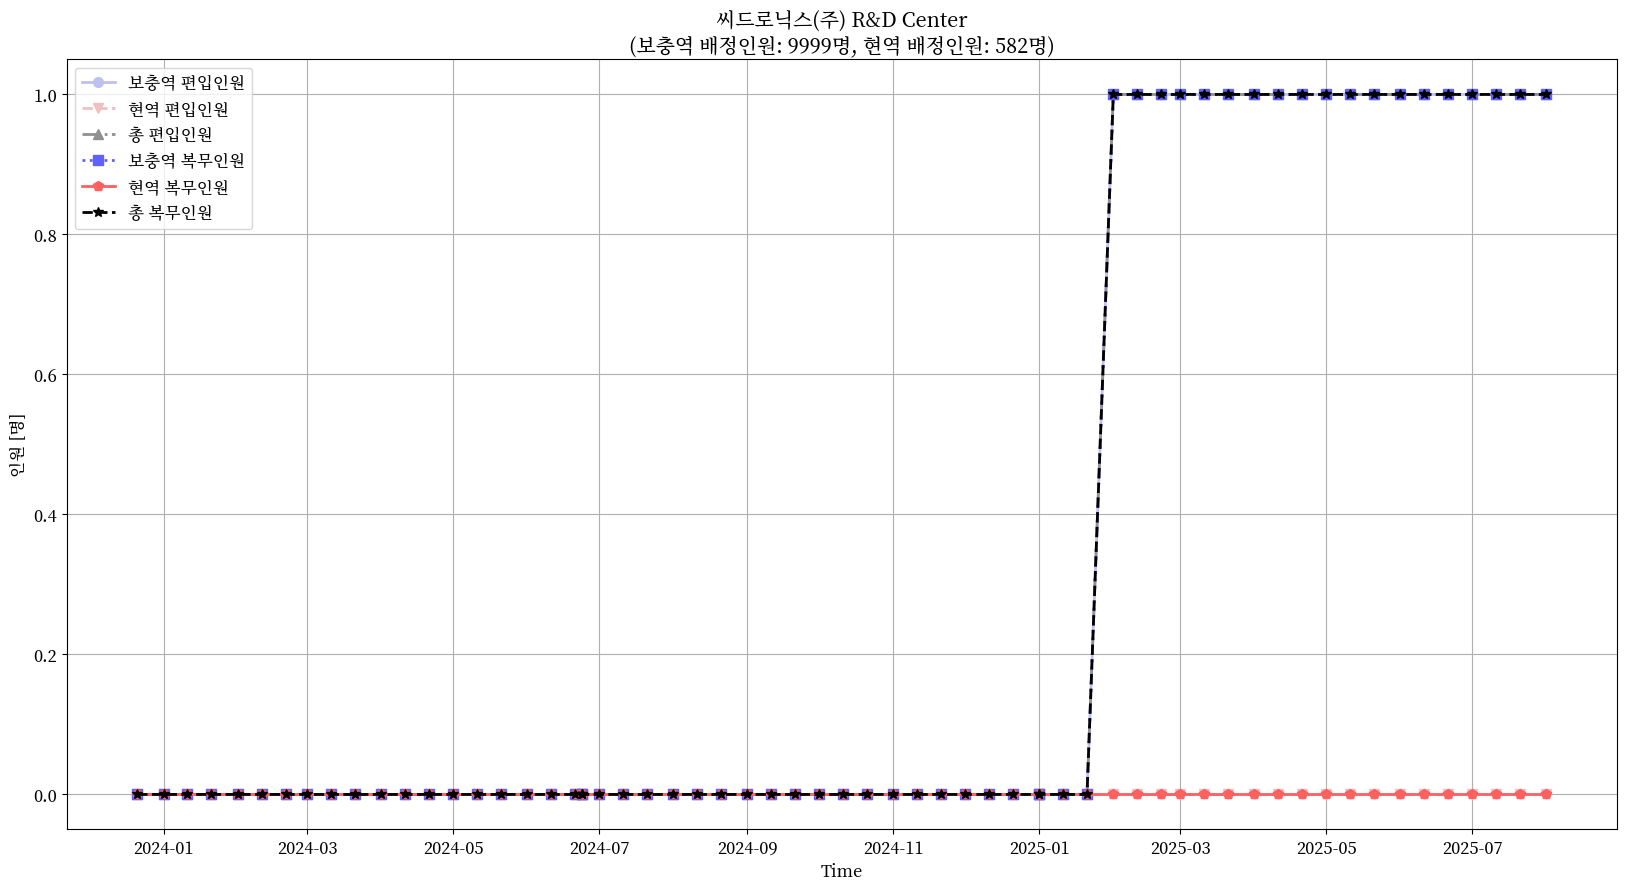 씨드로닉스(주) R&D Center
(보충역 배정인원: 9999명, 현역 배정인원: 582명)
보충역 편입인원
현역 편입인원
총 편입인원
보충역 복무인원
현역 복무인원
총 복무인원
1.0
0.8
0.6
0.4
0.2
0.0
인원 [명]
2024-01
2024-03
2024-05
2024-07
2024-09
2024-11
2025-01
2025-03
2025-05
2025-07
Time